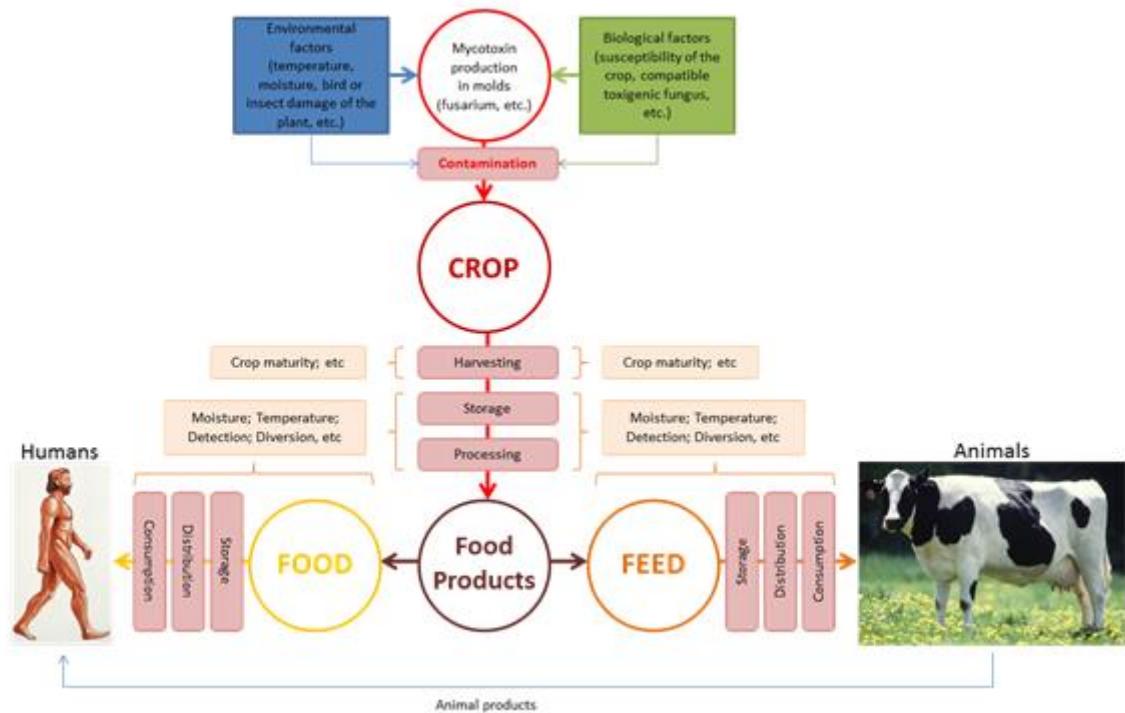 Environmental
factors
(temperature,
moisture, bird or
insect damage of the
plant, etc.)
Mycotoxin
production
in molds
(fusarium, etc.)
Biological factors
(susceptibility of the
crop, compatible
toxigenic fungus,
etc.)
Contamination
CROP
Crop maturity; etc
Harvesting
Crop maturity; etc
Moisture; Temperature;
Detection; Diversion, etc
Storage
Processing
Moisture; Temperature;
Detection; Diversion, etc
Humans
Animals
Consumption
Distribution
Storage
FOOD
Food
Products
FEED
Storage
Distribution
Consumption
Animal products